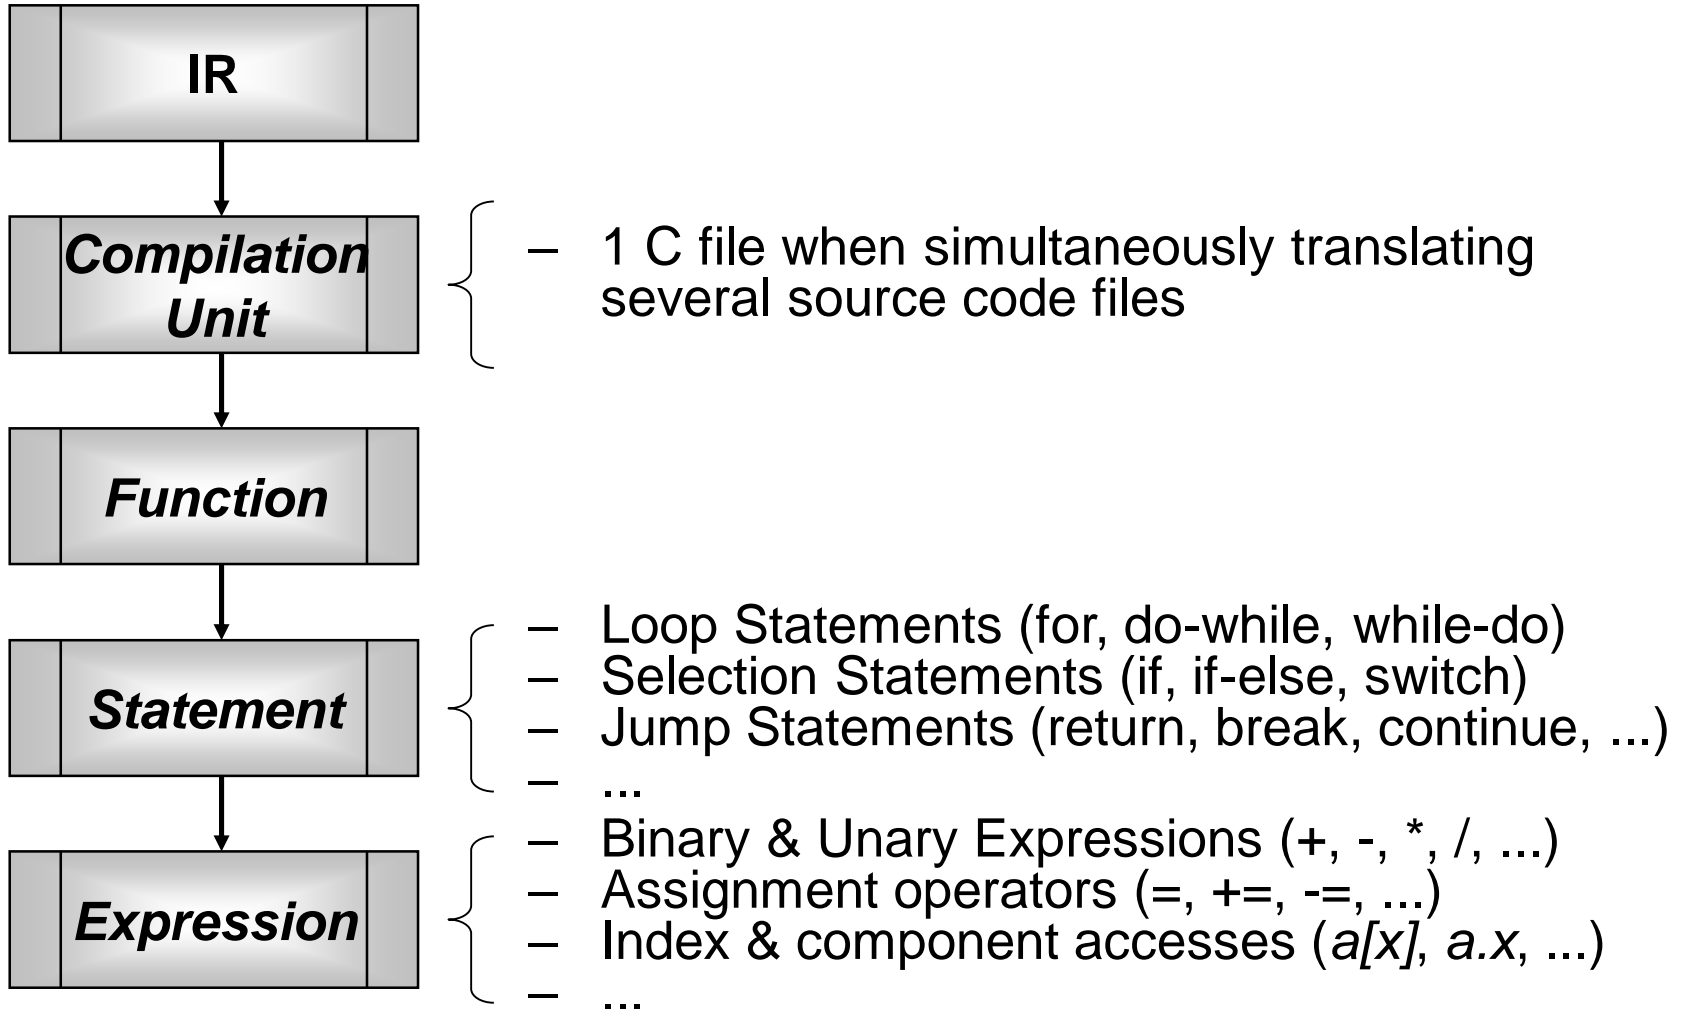 IR
Compilation
Unit
– 1 C file when simultaneously translating
several source code files
Function
Statement
– Loop Statements (for, do-while, while-do)
– Selection Statements (if, if-else, switch)
– Jump Statements (return, break, continue, ...)
– ...
Expression
– Binary & Unary Expressions (+, -, *, /, ...)
– Assignment operators (=, +=, -=, ...)
– Index & component accesses (a[x], a.x, ...)
– ...